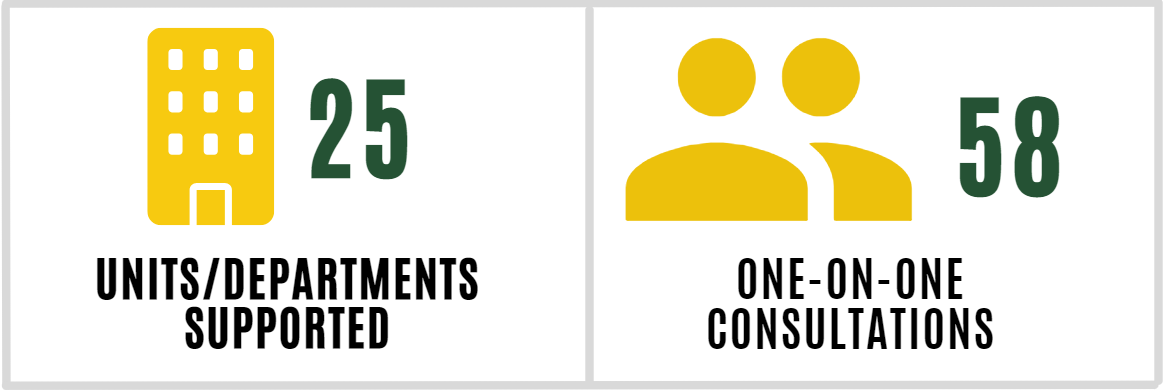 25
UNITS/DEPARTMENTS
SUPPORTED
58
ONE-ON-ONE
CONSULTATIONS